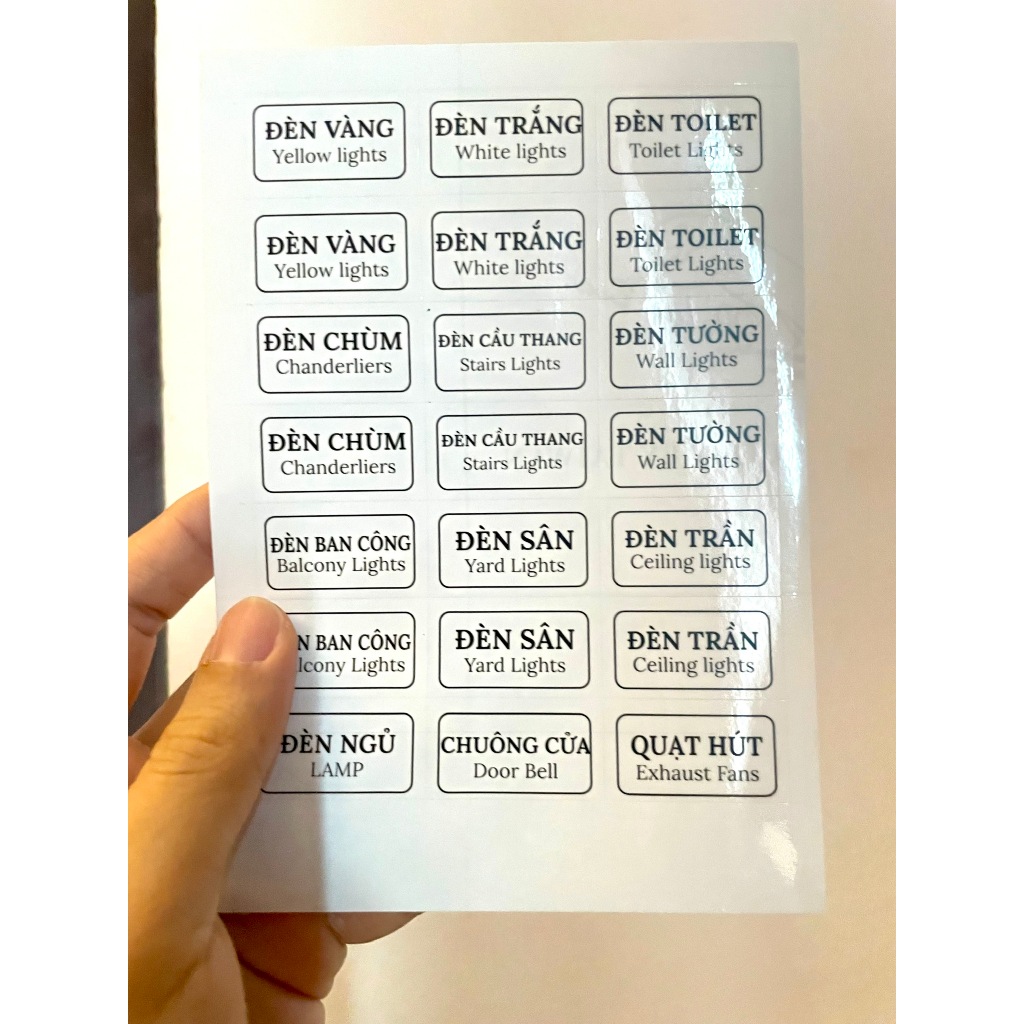 ĐÈN VÀNG
Yellow lights
ĐÈN TRẮNG
White lights
ĐÈN TOILET
Toilet Lights
ĐÈN VÀNG
Yellow lights
ĐÈN TRẮNG
White lights
ĐÈN TOILET
Toilet Lights
ĐÈN CHÙM
Chanderliers
ĐÈN CẦU THANG
Stairs Lights
ĐÈN TƯỜNG
Wall Lights
ĐÈN CHÙM
Chanderliers
ĐÈN CẦU THANG
Stairs Lights
ĐÈN TƯỜNG
Wall Lights
ĐÈN BAN CÔNG
Balcony Lights
ĐÈN SÂN
Yard Lights
ĐÈN TRẦN
Ceiling lights
BAN CÔNG
Lights
ĐÈN SÂN
Yard Lights
ĐÈN TRẦN
Ceiling lights
ĐÈN NGỦ
LAMP
CHUÔNG CỬA
Door Bell
QUẠT HÚT
Exhaust Fans